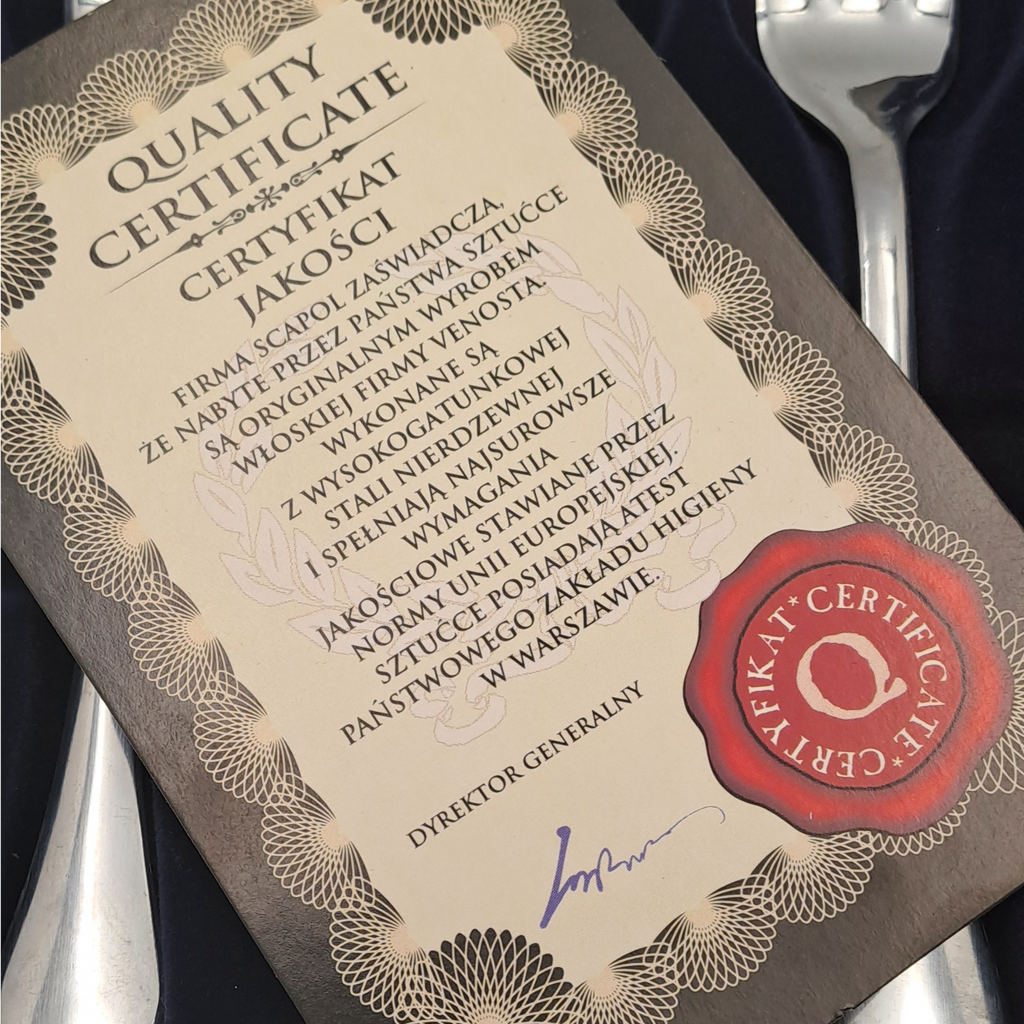 QUALITY
CERTIFICATE
CERTYFIKAT
JAKOŚCI
FIRMA SCAPOL ZAŚWIADCZA,
ŻE NABYTE PRZEZ PAŃSTWA SZTUĆCE
SĄ ORYGINALNYM WYROBEM
WŁOSKIEJ FIRMY VENOSTA.
WYKONANE SĄ
Z WYSOKOGATUNKOWEJ
STALI NIERDZEWNEJ
I SPEŁNIAJĄ NAJSUROWSZE
WYMAGANIA
JAKOŚCIOWE STAWIANE PRZEZ
NORMY UNII EUROPEJSKIEJ.
SZTUĆCE POSIADAJĄ ATEST
PAŃSTWOWEGO ZAKŁADU HIGIENY
W WARSZAWIE.
DYREKTOR GENERALNY
CERTYFIKAT * CERTIFICATE *
Q